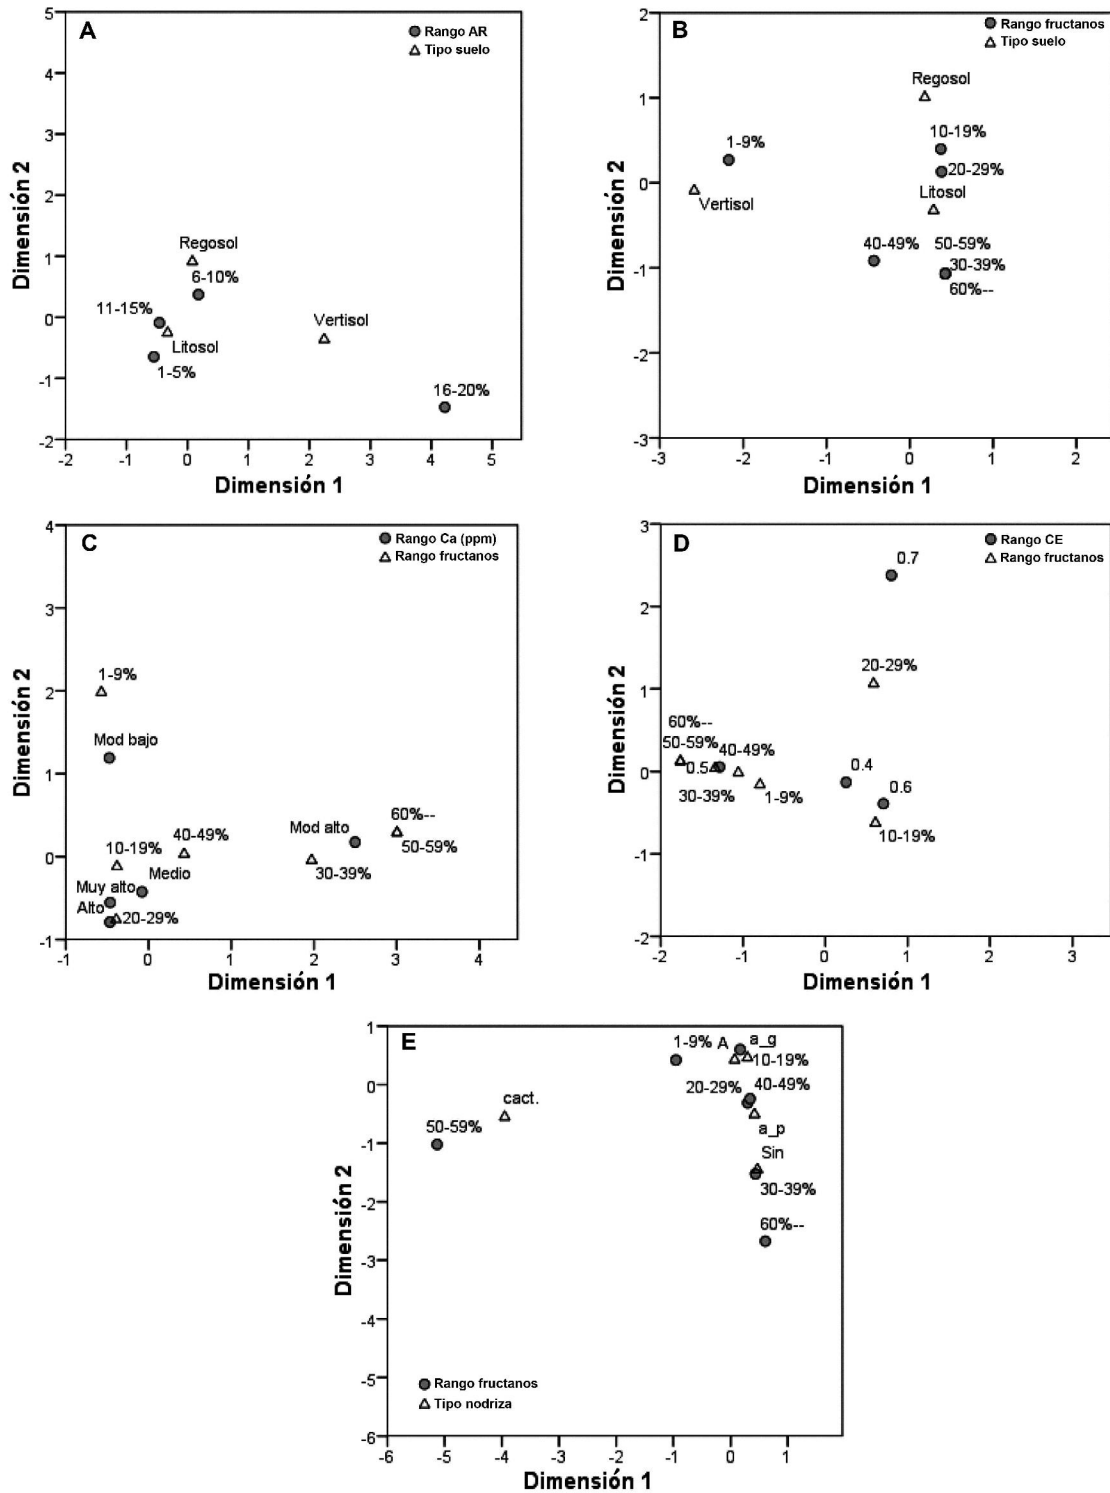 A
Rango AR
Tipo suelo
5
4
3
2
1
0
-1
-2
Dimensión 2
Regosol
6-10%
11-15%
Litosol
1-5%
Vertisol
16-20%
-2 -1 0 1 2 3 4 5
Dimensión 1
B
Rango fructanos
Tipo suelo
2
1
0
-1
-2
-3
Dimensión 2
Regosol
10-19%
1-9%
20-29%
Litosol
Vertisol
40-49% 50-59%
30-39%
60%--
-3 -2 -1 0 1 2
Dimensión 1
C
Rango Ca (ppm)
Rango fructanos
4
3
2
1
0
-1
Dimensión 2
1-9%
Mod bajo
40-49%
10-19%
Medio
Muy alto
Alto
20-29%
Mod alto
60%--
50-59%
30-39%
-1 0 1 2 3 4
Dimensión 1
D
Rango CE
Rango fructanos
3
2
1
0
-1
-2
Dimensión 2
0.7
20-29%
60%--
50-59% 40-49%
0.5
30-39% 1-9%
0.4
0.6
10-19%
-2 -1 0 1 2 3
Dimensión 1
E
1
0
-1
-2
-3
-4
-5
-6
Dimensión 2
1-9% A a_g
10-19%
20-29% 40-49%
cact.
50-59%
a_p
Sin
30-39%
60%--
Rango fructanos
Tipo nodriza
-6 -5 -4 -3 -2 -1 0 1
Dimensión 1